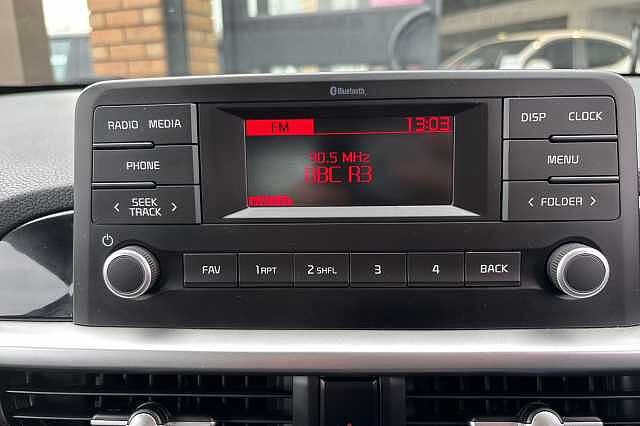 Bluetooth
RADIO MEDIA
FM 13:03
DISP CLOCK
PHONE
90.5 MHz
MENU
BBC R3
< SEEK TRACK >
< FOLDER >
FAV 1 RPT 2 SHFL 3 4 BACK